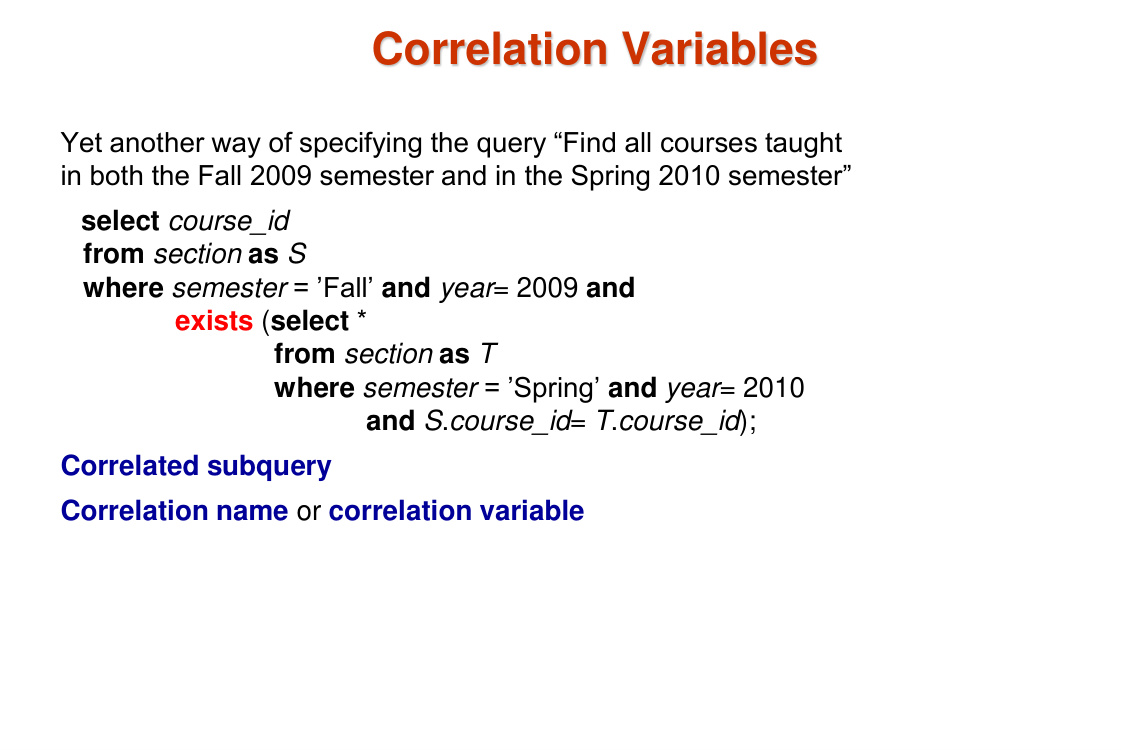 Correlation Variables
Yet another way of specifying the query “Find all courses taught
in both the Fall 2009 semester and in the Spring 2010 semester”
select course_id
from section as S
where semester = ’Fall’ and year= 2009 and
exists (select *
from section as T
where semester = ’Spring’ and year= 2010
and S.course_id= T.course_id);
Correlated subquery
Correlation name or correlation variable